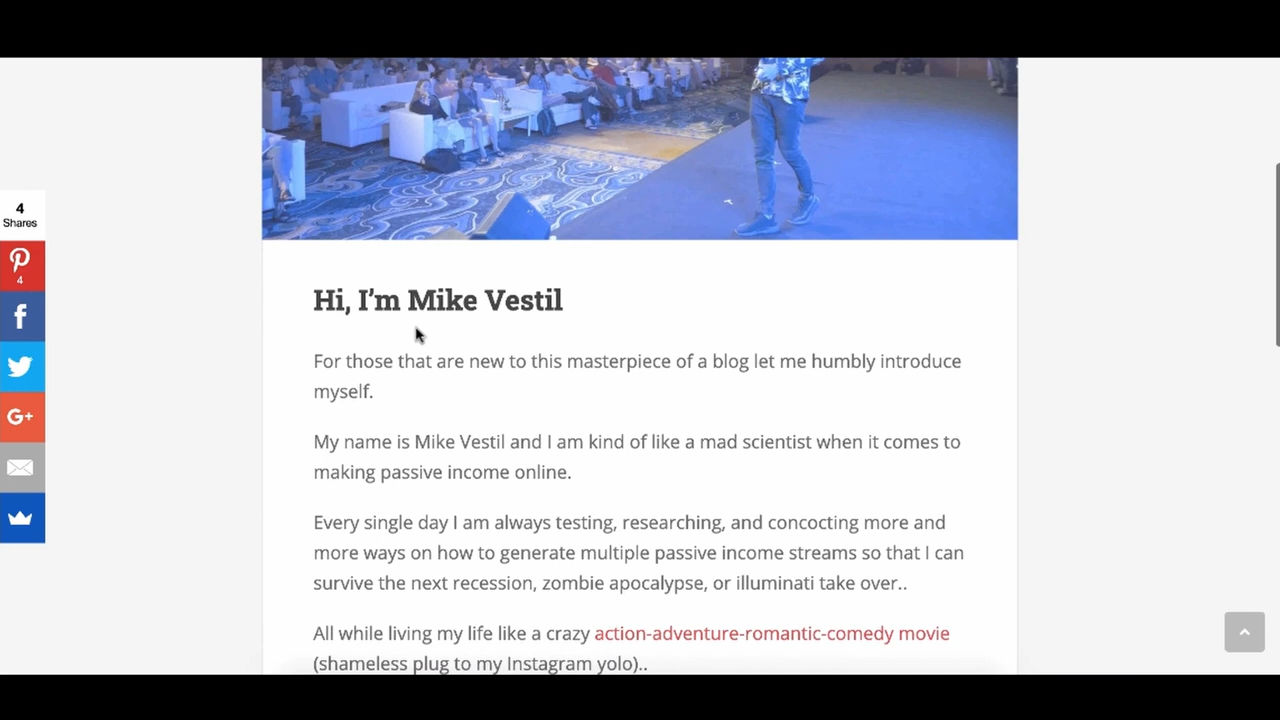 4
Shares
4
G+
Hi, I'm Mike Vestil
For those that are new to this masterpiece of a blog let me humbly introduce
myself.
My name is Mike Vestil and I am kind of like a mad scientist when it comes to
making passive income online.
Every single day I am always testing, researching, and concocting more and
more ways on how to generate multiple passive income streams so that I can
survive the next recession, zombie apocalypse, or illuminati take over..
All while living my life like a crazy action-adventure-romantic-comedy movie
(shameless plug to my Instagram yolo)..